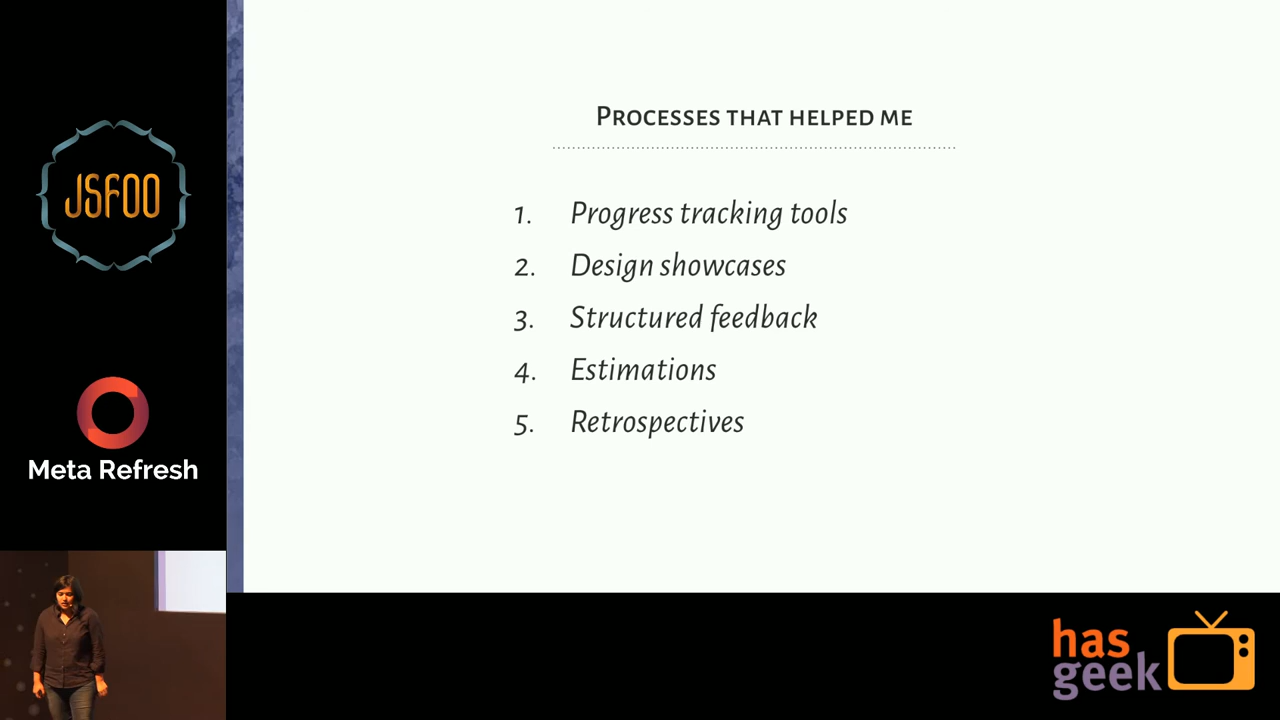 JSFOO
Meta Refresh
Processes that helped me
1. Progress tracking tools
2. Design showcases
3. Structured feedback
4. Estimations
5. Retrospectives
has
geek